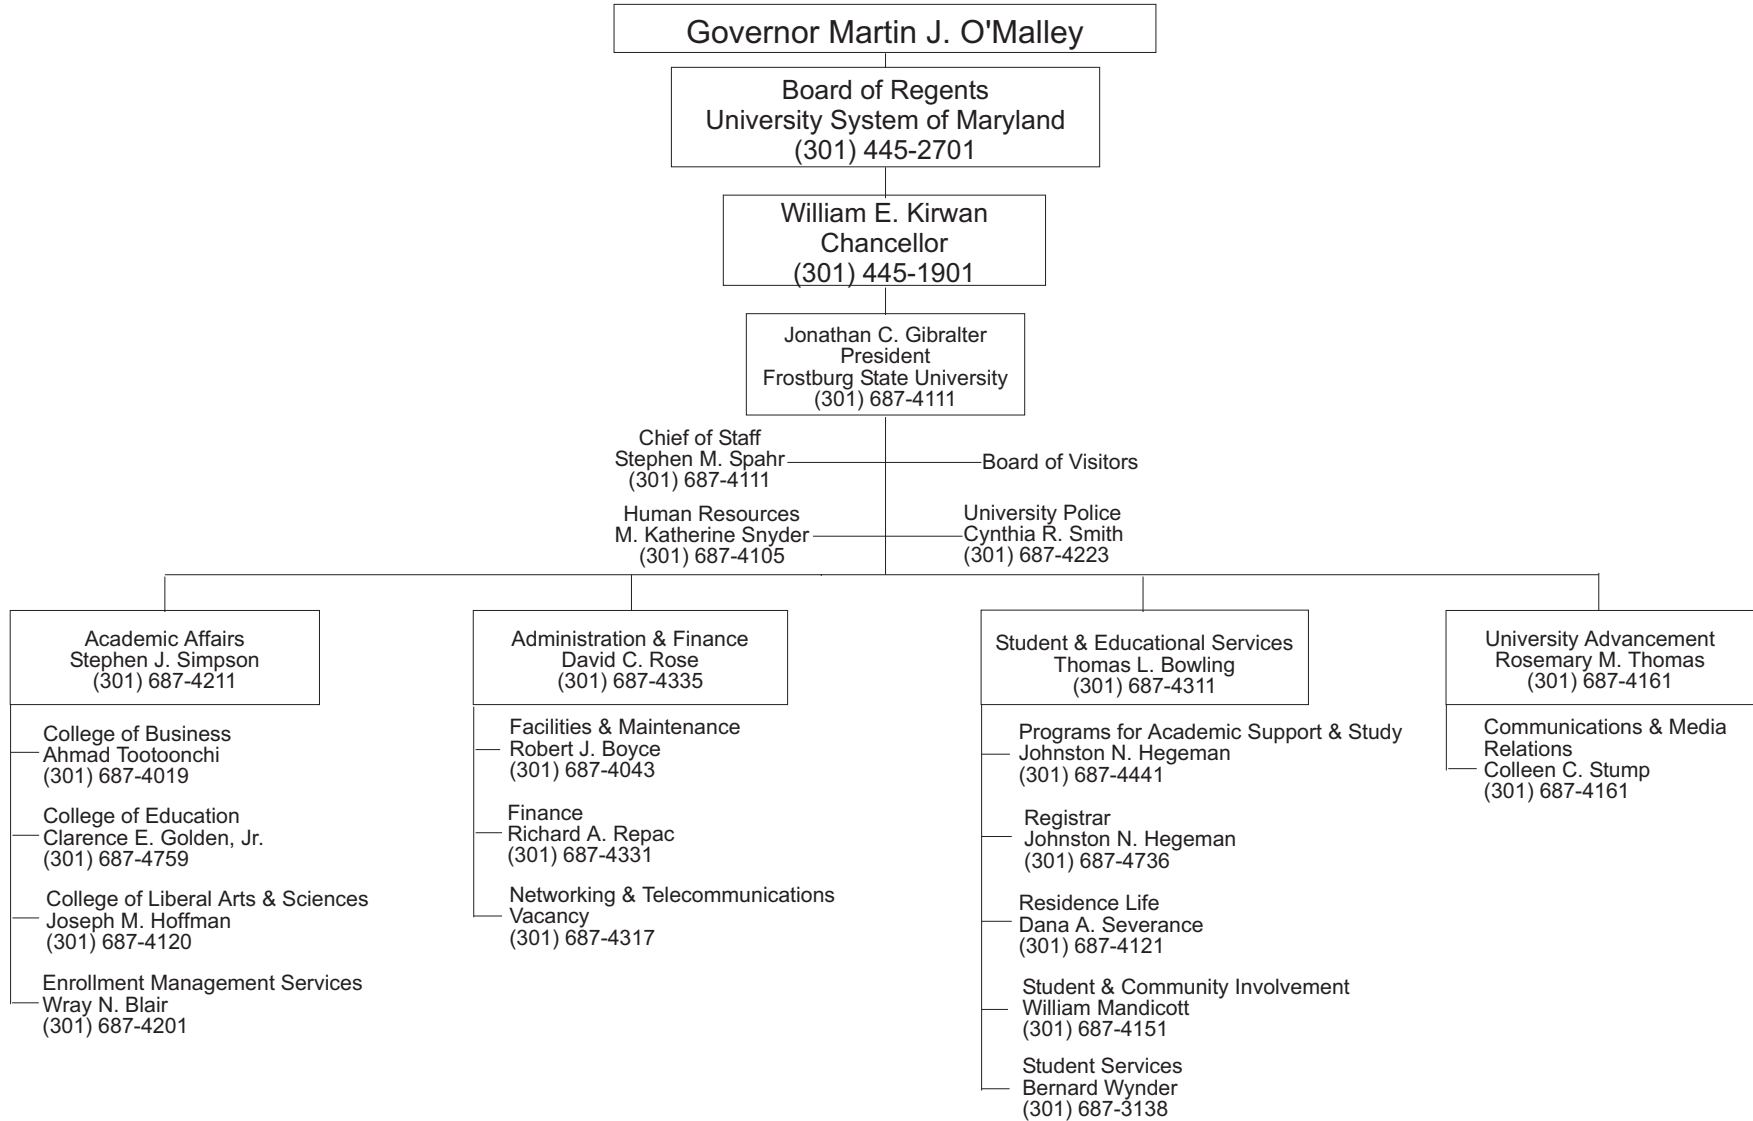 Governor Martin J. O'Malley
Board of Regents
University System of Maryland
(301) 445-2701
William E. Kirwan
Chancellor
(301) 445-1901
Jonathan C. Gibralter
President
Frostburg State University
(301) 687-4111
Chief of Staff
Stephen M. Spahr
(301) 687-4111
Board of Visitors
Human Resources
M. Katherine Snyder
(301) 687-4105
University Police
Cynthia R. Smith
(301) 687-4223
Academic Affairs
Stephen J. Simpson
(301) 687-4211
College of Business
Ahmad Tootoonchi
(301) 687-4019
College of Education
Clarence E. Golden, Jr.
(301) 687-4759
College of Liberal Arts & Sciences
Joseph M. Hoffman
(301) 687-4120
Enrollment Management Services
Wray N. Blair
(301) 687-4201
Administration & Finance
David C. Rose
(301) 687-4335
Facilities & Maintenance
Robert J. Boyce
(301) 687-4043
Finance
Richard A. Repac
(301) 687-4331
Networking & Telecommunications
Vacancy
(301) 687-4317
Student & Educational Services
Thomas L. Bowling
(301) 687-4311
Programs for Academic Support & Study
Johnston N. Hegeman
(301) 687-4441
Registrar
Johnston N. Hegeman
(301) 687-4736
Residence Life
Dana A. Severance
(301) 687-4121
Student & Community Involvement
William Mandicott
(301) 687-4151
Student Services
Bernard Wynder
(301) 687-3138
University Advancement
Rosemary M. Thomas
(301) 687-4161
Communications & Media
Relations
Colleen C. Stump
(301) 687-4161